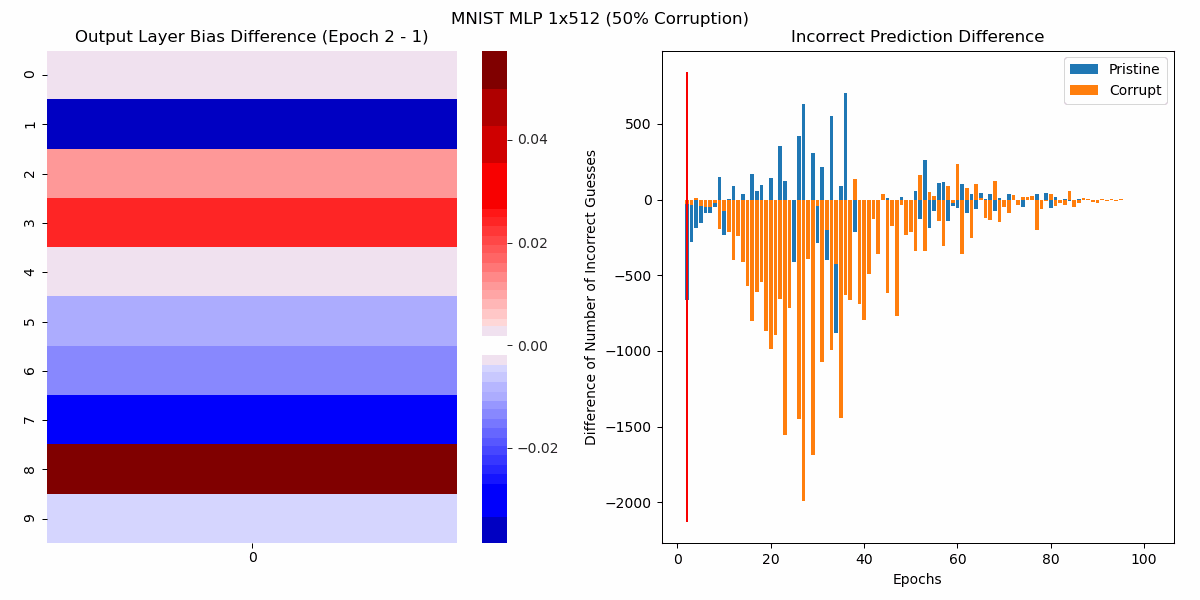 MNIST MLP 1x512 (50% Corruption)
Output Layer Bias Difference (Epoch 2 - 1)
0
1
2
3
4
5
6
7
8
9
0
0.04
0.02
0.00
−0.02
Incorrect Prediction Difference
Pristine
Corrupt
Difference of Number of Incorrect Guesses
500
0
−500
−1000
−1500
−2000
0 20 40 60 80 100
Epochs